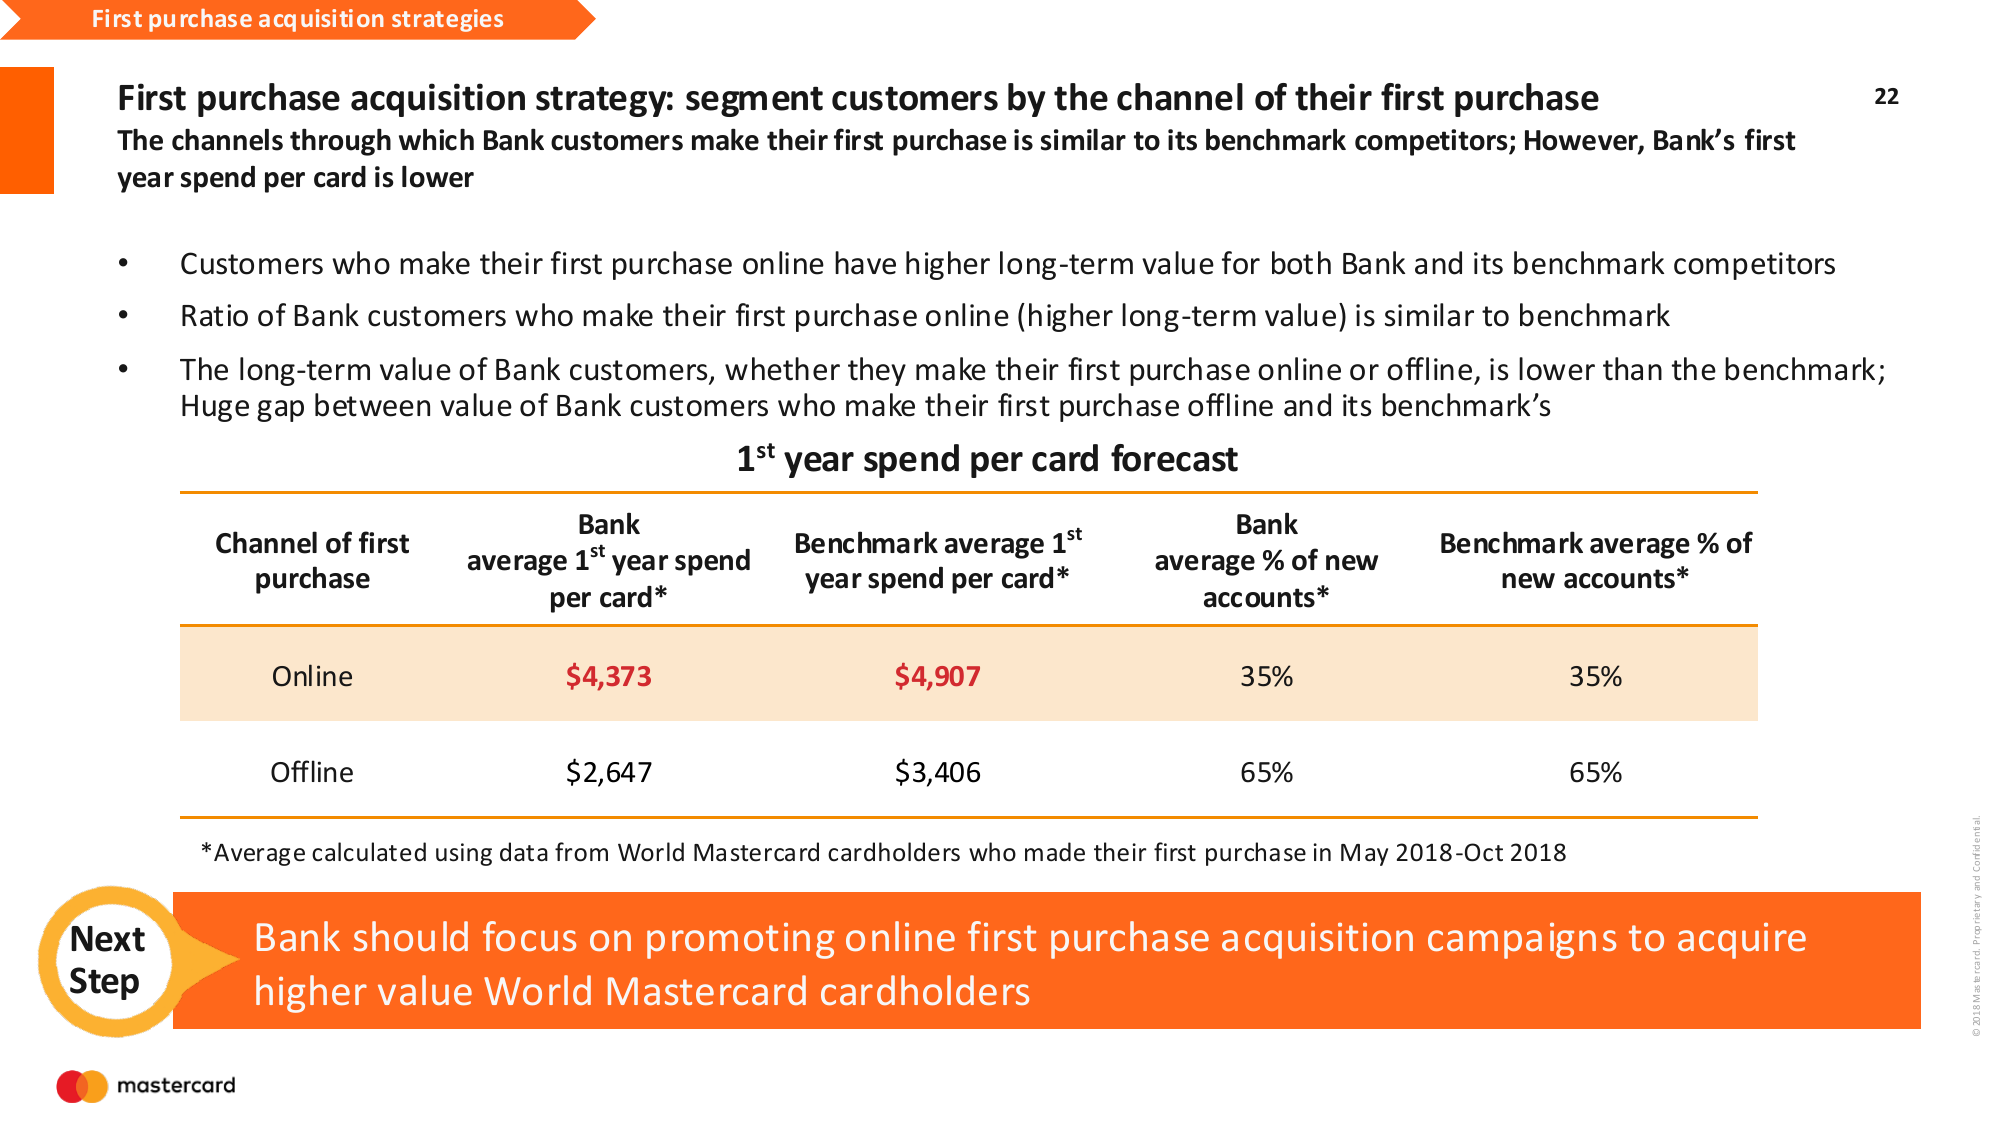 First purchase acquisition strategies
First purchase acquisition strategy: segment customers by the channel of their first purchase
22
The channels through which Bank customers make their first purchase is similar to its benchmark competitors; However, Bank's first
year spend per card is lower
• Customers who make their first purchase online have higher long-term value for both Bank and its benchmark competitors
• Ratio of Bank customers who make their first purchase online (higher long-term value) is similar to benchmark
• The long-term value of Bank customers, whether they make their first purchase online or offline, is lower than the benchmark;
Huge gap between value of Bank customers who make their first purchase offline and its benchmark's
1st year spend per card forecast
Channel of first
purchase
Bank
average 1st year spend
per card*
Benchmark average 1st
year spend per card*
Bank
average % of new
accounts*
Benchmark average % of
new accounts*
Online $4,373 $4,907 35% 35%
Offline $2,647 $3,406 65% 65%
*Average calculated using data from World Mastercard cardholders who made their first purchase in May 2018-Oct 2018
Next
Step
Bank should focus on promoting online first purchase acquisition campaigns to acquire
higher value World Mastercard cardholders
mastercard
©2018 Mastercard. Proprietary and Confidential.